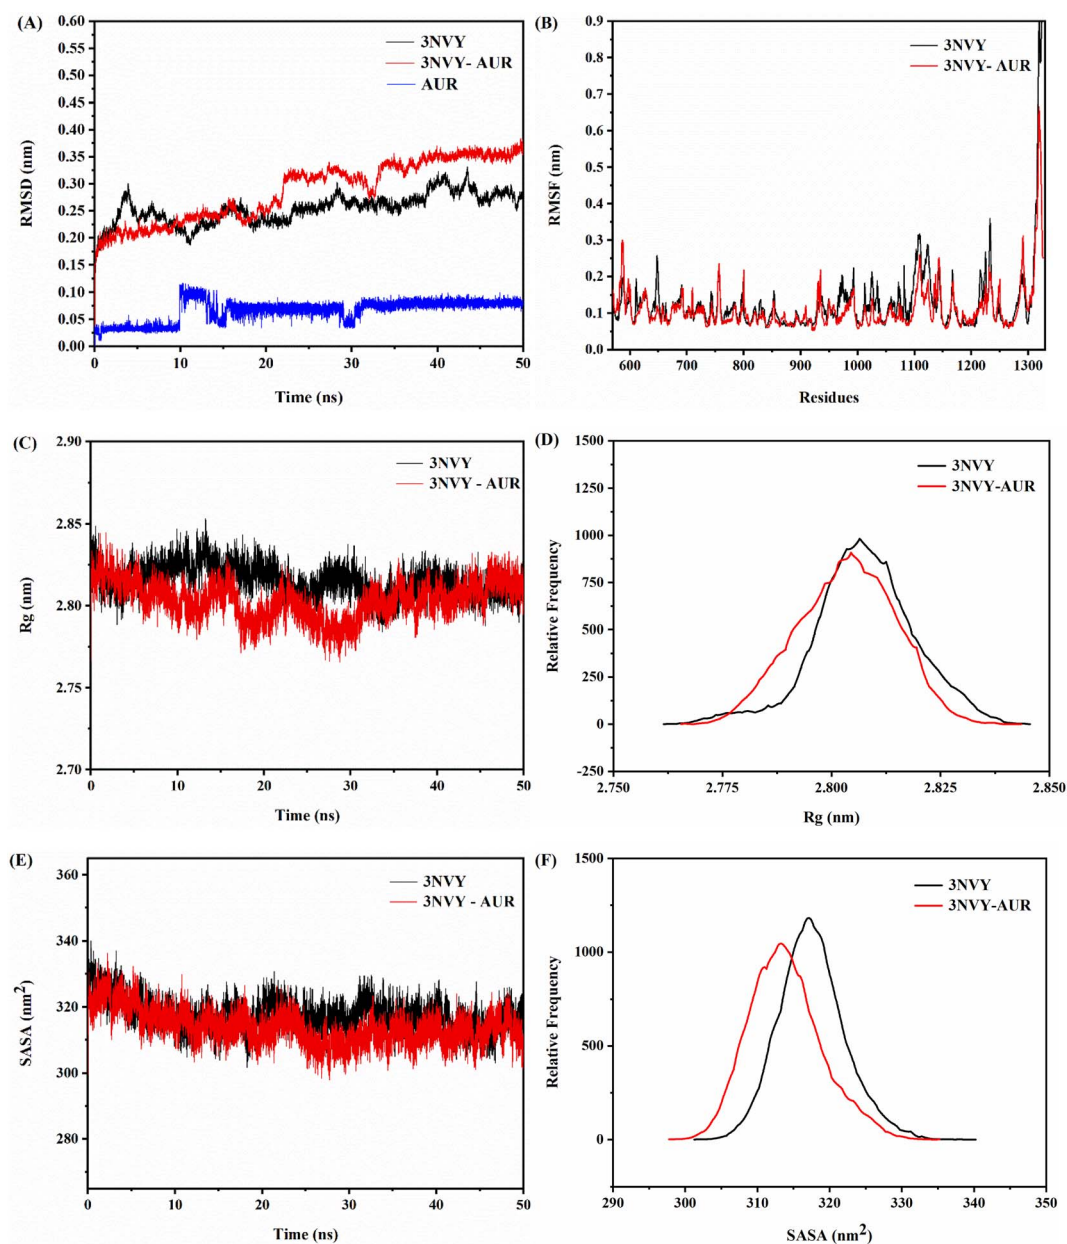 (A)
0.60
0.55
0.50
0.45
0.40
0.35
0.30
0.25
0.20
0.15
0.10
0.05
0.00
RMSD (nm)
3NVY
3NVY- AUR
AUR
0 10 20 30 40 50
Time (ns)
(B)
0.9
0.8
0.7
0.6
0.5
0.4
0.3
0.2
0.1
0.0
RMSF (nm)
3NVY
3NVY- AUR
600 700 800 900 1000 1100 1200 1300
Residues
(C)
2.90
2.85
2.80
2.75
2.70
Rg (nm)
3NVY
3NVY - AUR
0 10 20 30 40 50
Time (ns)
(D)
1500
1250
1000
750
500
250
0
-250
Relative Frequency
3NVY
3NVY-AUR
2.750 2.775 2.800 2.825 2.850
Rg (nm)
(E)
360
340
320
300
280
SASA (nm²)
3NVY
3NVY - AUR
0 10 20 30 40 50
Time (ns)
(F)
1500
1000
500
0
Relative Frequency
3NVY
3NVY-AUR
290 300 310 320 330 340 350
SASA (nm²)